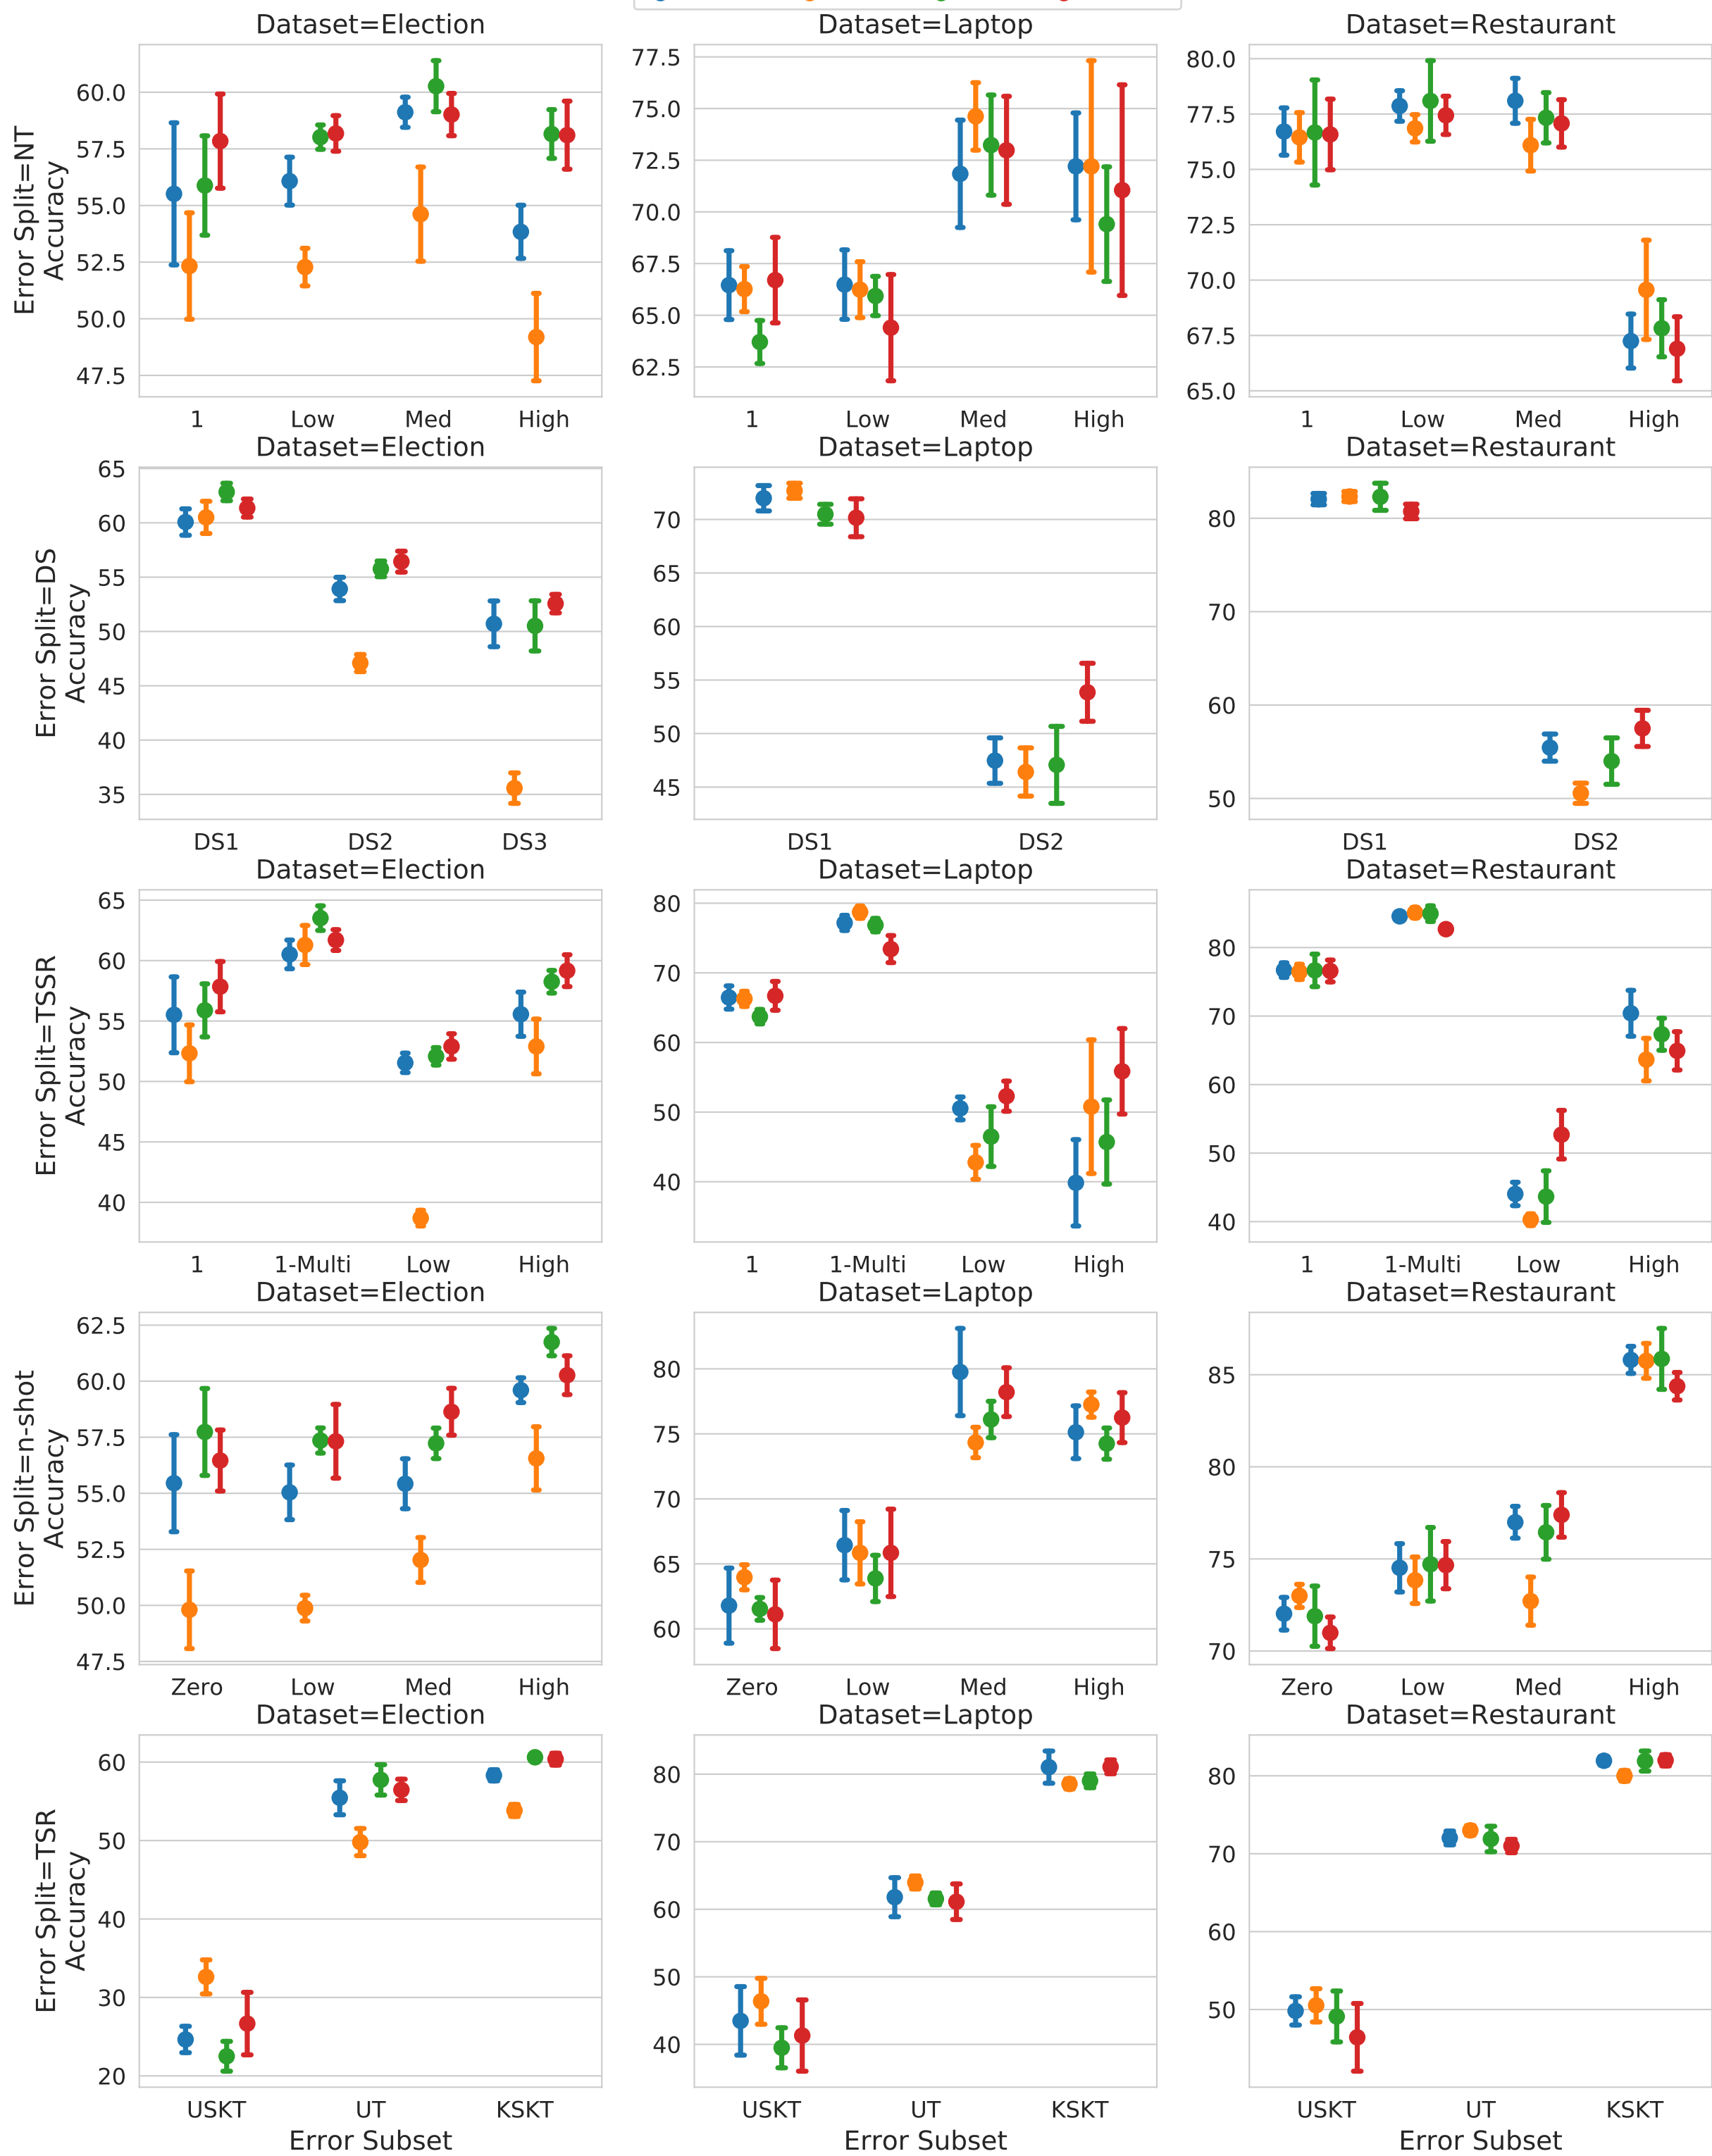 Dataset=Election Dataset=Laptop Dataset=Restaurant
Error Split=NT
Accuracy
60.0
57.5
55.0
52.5
50.0
47.5
1 Low Med High
77.5
75.0
72.5
70.0
67.5
65.0
62.5
1 Low Med High
80.0
77.5
75.0
72.5
70.0
67.5
65.0
1 Low Med High
Dataset=Election Dataset=Laptop Dataset=Restaurant
Error Split=DS
Accuracy
65
60
55
50
45
40
35
DS1 DS2 DS3
70
65
60
55
50
45
DS1 DS2
80
70
60
50
DS1 DS2
Dataset=Election Dataset=Laptop Dataset=Restaurant
Error Split=TSSR
Accuracy
65
60
55
50
45
40
1 1-Multi Low High
80
70
60
50
40
1 1-Multi Low High
80
70
60
50
40
1 1-Multi Low High
Dataset=Election Dataset=Laptop Dataset=Restaurant
Error Split=n-shot
Accuracy
62.5
60.0
57.5
55.0
52.5
50.0
47.5
Zero Low Med High
80
75
70
65
60
Zero Low Med High
85
80
75
70
Zero Low Med High
Dataset=Election Dataset=Laptop Dataset=Restaurant
Error Split=TSR
Accuracy
60
50
40
30
20
USKT UT KSKT
Error Subset
80
70
60
50
40
USKT UT KSKT
Error Subset
80
70
60
50
USKT UT KSKT
Error Subset